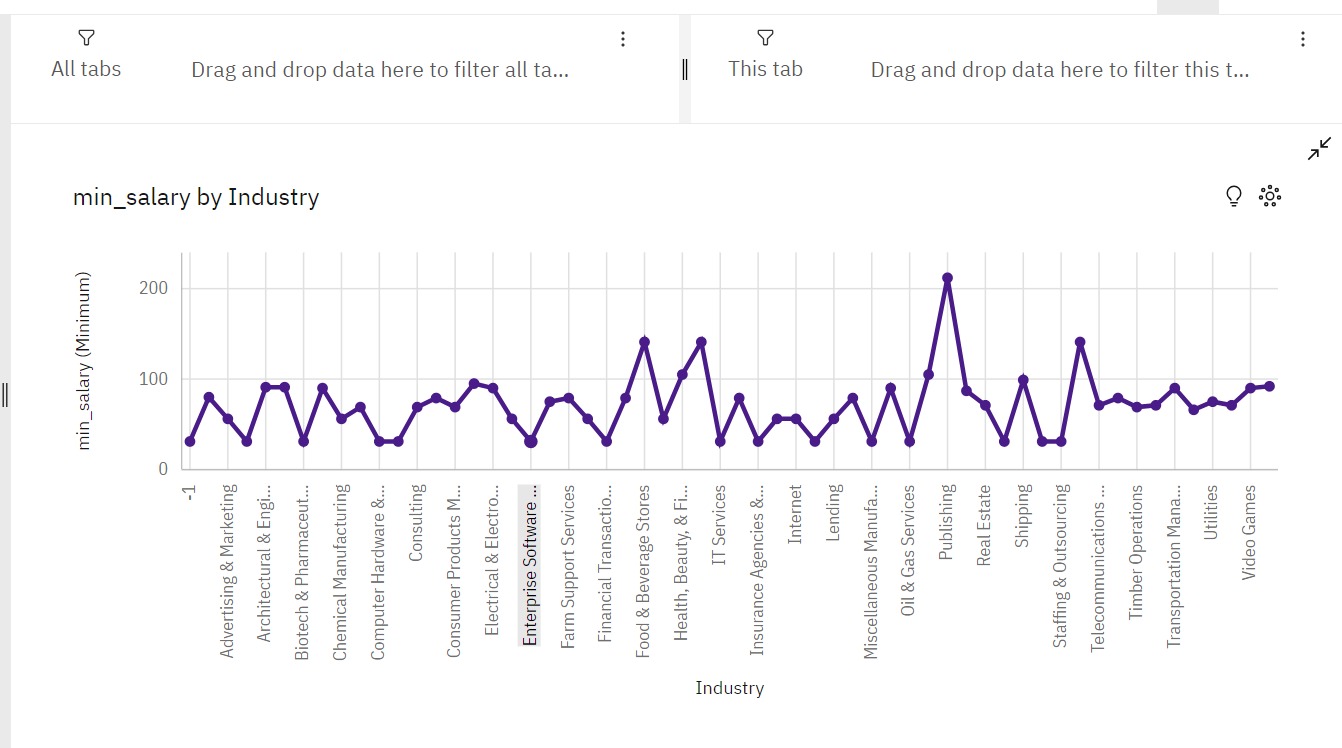 All tabs
Drag and drop data here to filter all ta...
This tab
Drag and drop data here to filter this t...
min_salary by Industry
min_salary (Minimum)
200
100
0
-1
Advertising & Marketing
Architectural & Engi...
Biotech & Pharmaceut...
Chemical Manufacturing
Computer Hardware &...
Consulting
Consumer Products M...
Electrical & Electro...
Enterprise Software ...
Farm Support Services
Financial Transactio...
Food & Beverage Stores
Health, Beauty, & Fi...
IT Services
Insurance Agencies &...
Internet
Lending
Miscellaneous Manufa...
Oil & Gas Services
Publishing
Real Estate
Shipping
Staffing & Outsourcing
Telecommunications ...
Timber Operations
Transportation Mana...
Utilities
Video Games
Industry